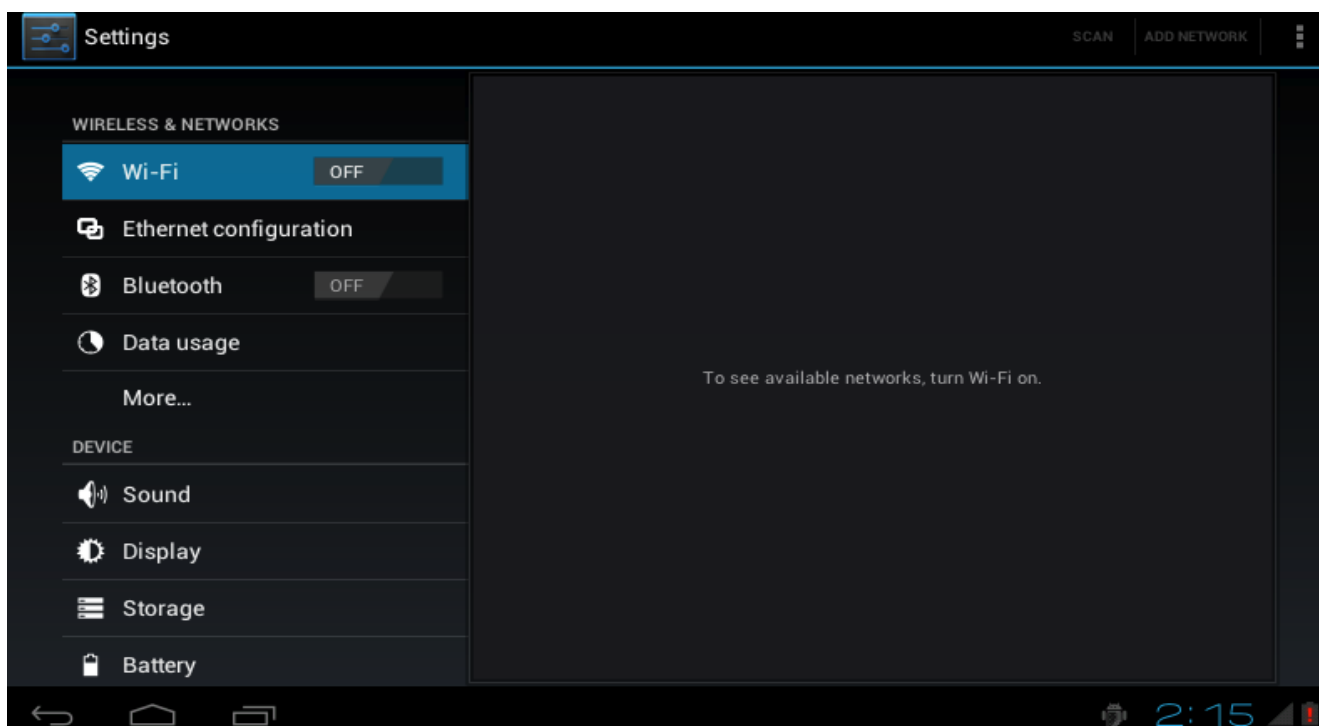 Settings
SCAN ADD NETWORK
WIRELESS & NETWORKS
Wi-Fi OFF
Ethernet configuration
Bluetooth OFF
Data usage
More...
To see available networks, turn Wi-Fi on.
DEVICE
Sound
Display
Storage
Battery
2:15